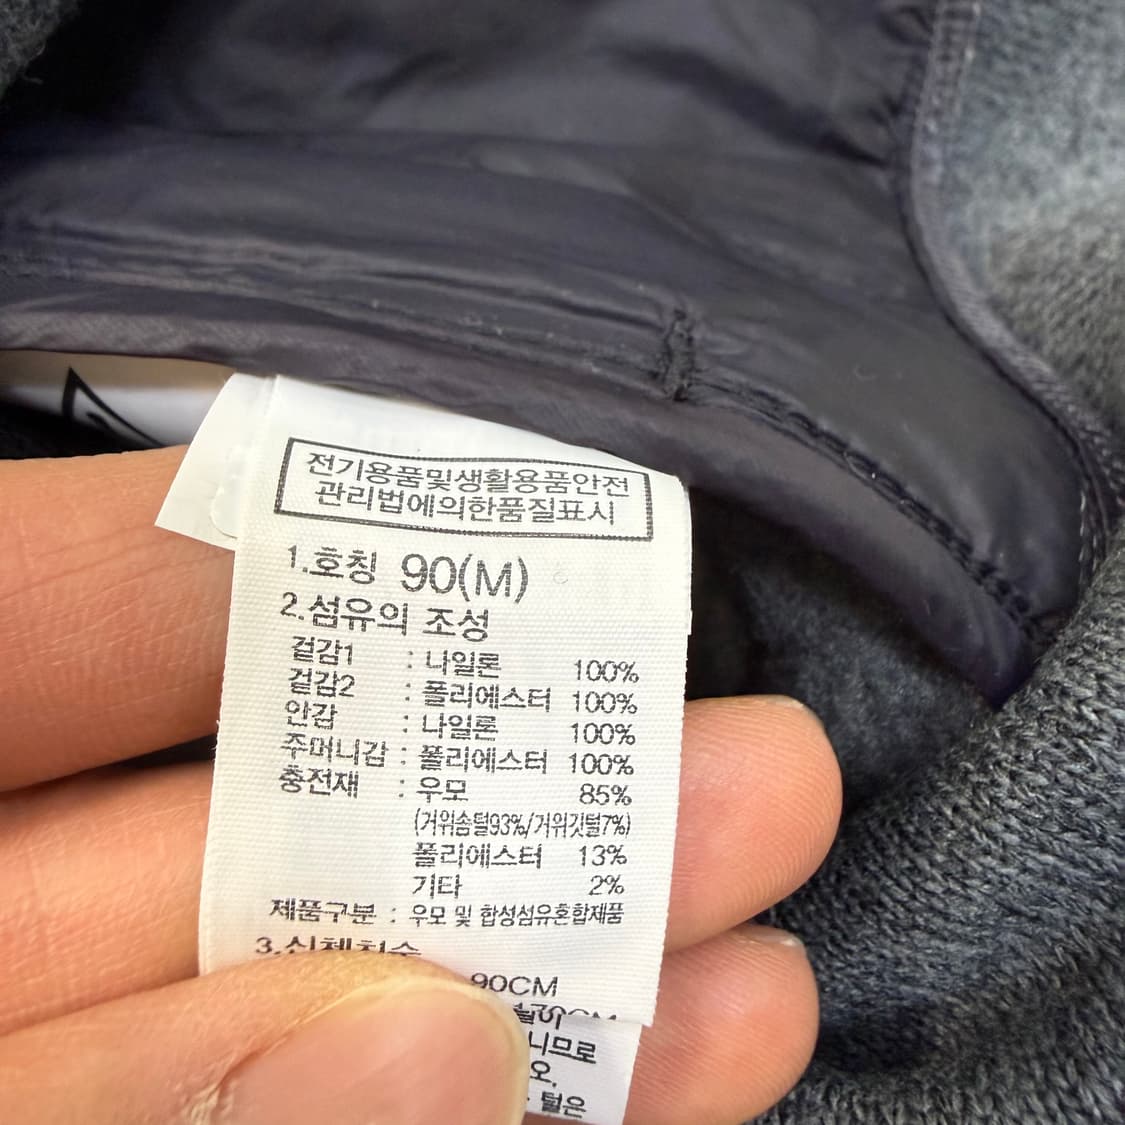 전기용품및생활용품안전
관리법에의한품질표시
1.호칭 90(M)
2.섬유의 조성
겉감1 : 나일론 100%
겉감2 : 폴리에스터 100%
안감 : 나일론 100%
주머니감 : 폴리에스터 100%
충전재 : 우모 85%
(거위솜털93%/거위깃털7%)
폴리에스터 13%
기타 2%
제품구분 : 우모 및 합성섬유혼합제품
3.신체치수
90CM
니므로
오.
털은